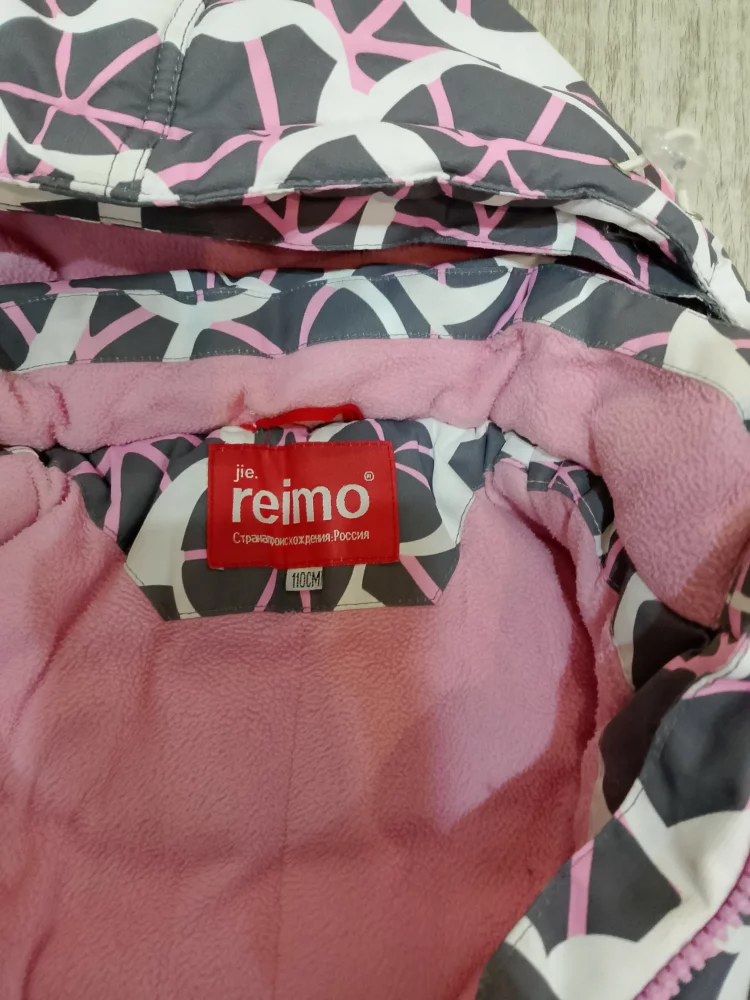 jie.
reimo®
Странапроисхождения:Россия
110CM